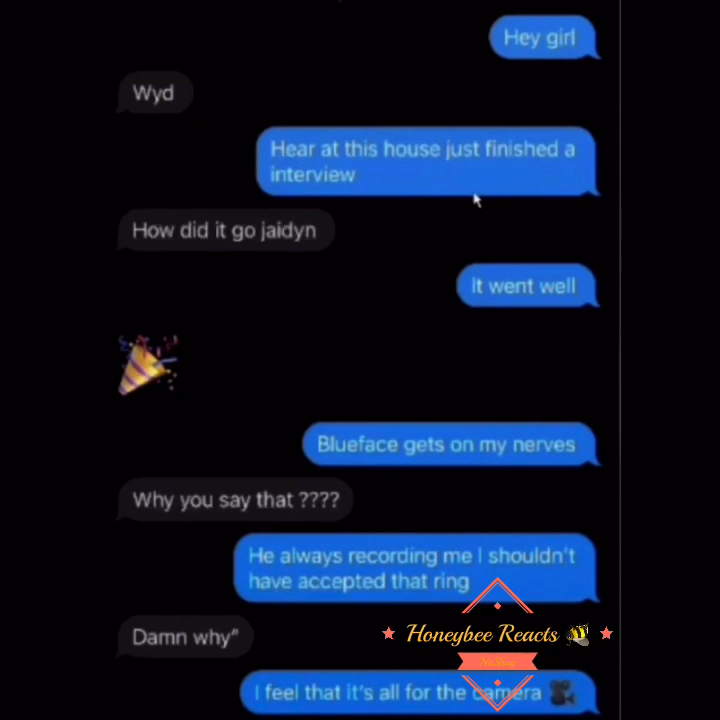 Hey girl
Wyd
Hear at this house just finished a
interview
How did it go jaidyn
It went well
Blueface gets on my nerves
Why you say that ????
He always recording me I shouldn't
have accepted that ring
Honeybee Reacts
Damn why"
I feel that it's all for the camera